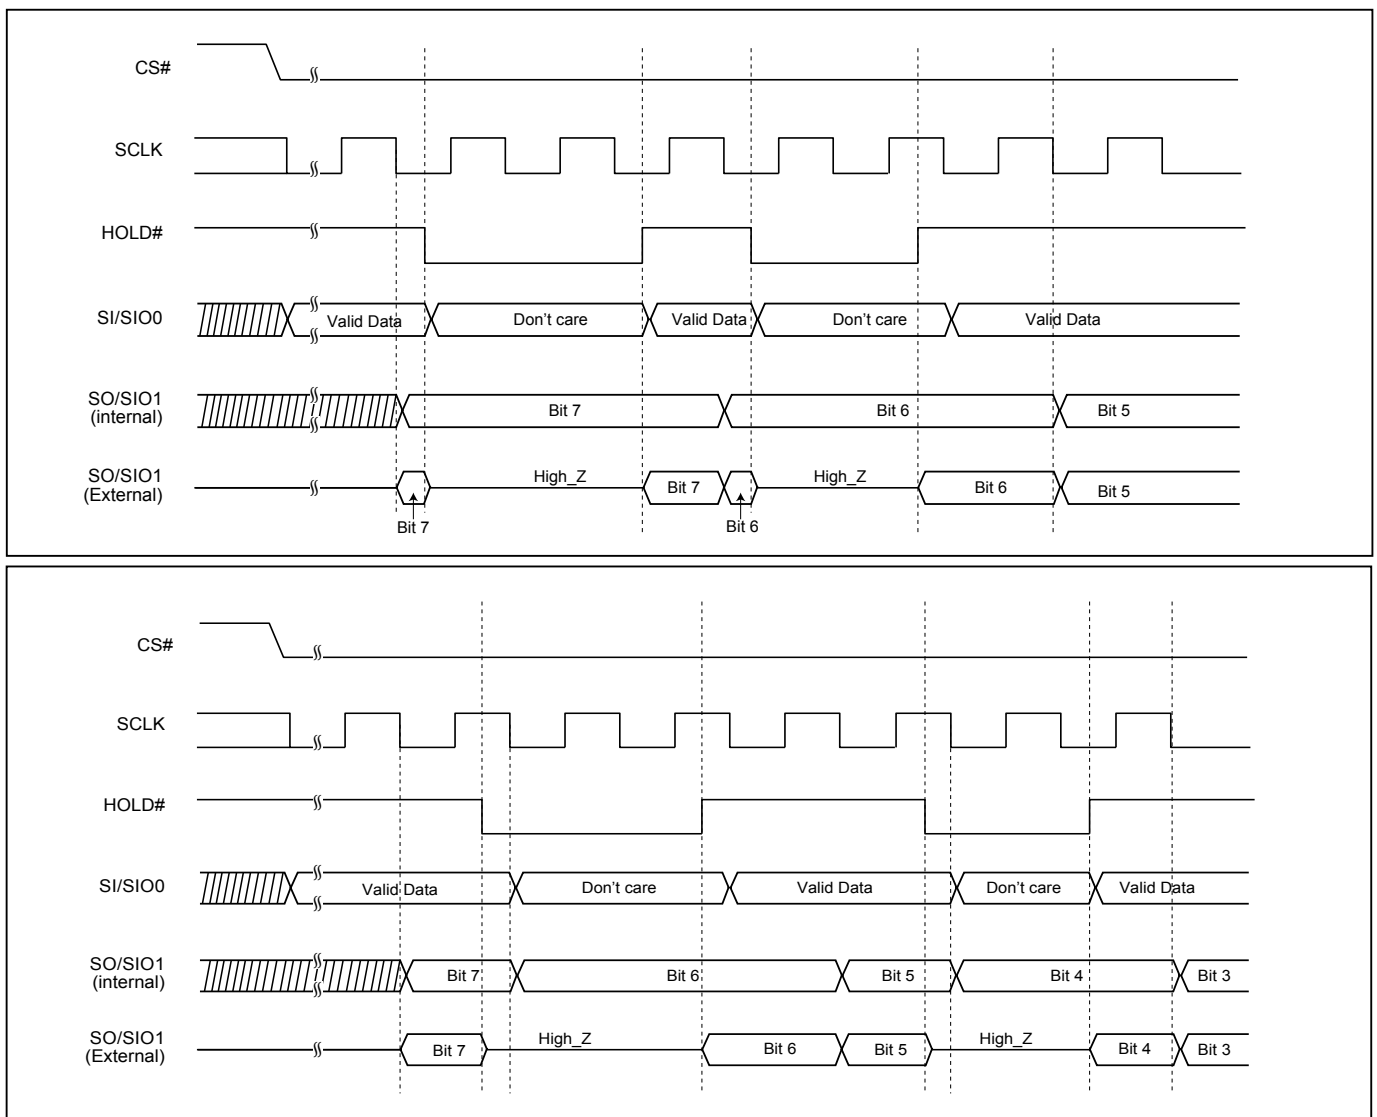 CS#
SCLK
HOLD#
SI/SIO0
Valid Data
Don't care
Valid Data
Don't care
Valid Data
SO/SIO1
(internal)
Bit 7
Bit 6
Bit 5
SO/SIO1
(External)
High_Z
Bit 7
High_Z
Bit 6
Bit 5
Bit 7
Bit 6
CS#
SCLK
HOLD#
SI/SIO0
Valid Data
Don't care
Valid Data
Don't care
Valid Data
SO/SIO1
(internal)
Bit 7
Bit 6
Bit 5
Bit 4
Bit 3
SO/SIO1
(External)
Bit 7
High_Z
Bit 6
Bit 5
High_Z
Bit 4
Bit 3